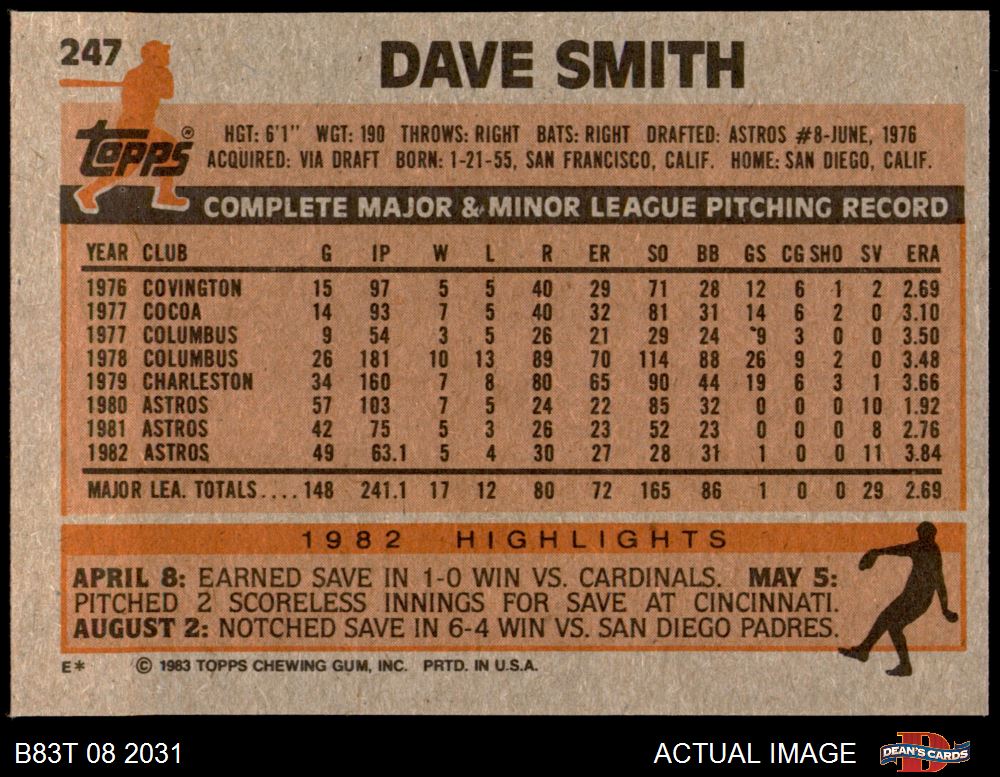 247
DAVE SMITH
topps®
HGT: 6'1" WGT: 190 THROWS: RIGHT BATS: RIGHT DRAFTED: ASTROS #8-JUNE, 1976
ACQUIRED: VIA DRAFT BORN: 1-21-55, SAN FRANCISCO, CALIF. HOME: SAN DIEGO, CALIF.
COMPLETE MAJOR & MINOR LEAGUE PITCHING RECORD
YEAR CLUB G IP W L R ER SO BB GS CG SHO SV ERA
1976 COVINGTON 15 97 5 5 40 29 71 28 12 6 1 2 2.69
1977 COCOA 14 93 7 5 40 32 81 31 14 6 2 0 3.10
1977 COLUMBUS 9 54 3 5 26 21 29 24 9 3 0 0 3.50
1978 COLUMBUS 26 181 10 13 89 70 114 88 26 9 2 0 3.48
1979 CHARLESTON 34 160 7 8 80 65 90 44 19 6 3 1 3.66
1980 ASTROS 57 103 7 5 24 22 85 32 0 0 0 10 1.92
1981 ASTROS 42 75 5 3 26 23 52 23 0 0 0 8 2.76
1982 ASTROS 49 63.1 5 4 30 27 28 31 1 0 0 11 3.84
MAJOR LEA. TOTALS.... 148 241.1 17 12 80 72 165 86 1 0 0 29 2.69
1982 HIGHLIGHTS
APRIL 8: EARNED SAVE IN 1-0 WIN VS. CARDINALS. MAY 5:
PITCHED 2 SCORELESS INNINGS FOR SAVE AT CINCINNATI.
AUGUST 2: NOTCHED SAVE IN 6-4 WIN VS. SAN DIEGO PADRES.
E* © 1983 TOPPS CHEWING GUM, INC. PRTD. IN U.S.A.
B83T 08 2031 ACTUAL IMAGE D DEAN'S CARDS